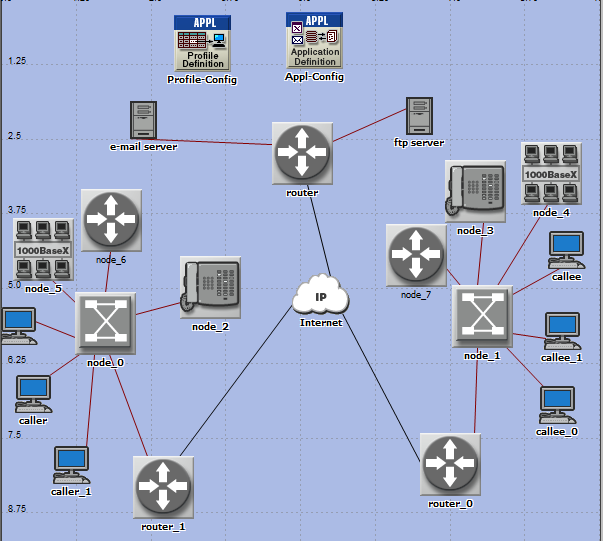 APPL
Profile
Definition
Profile-Config
APPL
Application
Definition
Appl-Config
1.25
2.5
e-mail server
ftp server
router
1000BaseX
node_4
3.75
node_3
node_6
1000BaseX
node_5
callee
5.0
node_7
IP
Internet
node_2
node_0
node_1
callee_1
6.25
caller
callee_0
7.5
caller_1
router_1
router_0
8.75